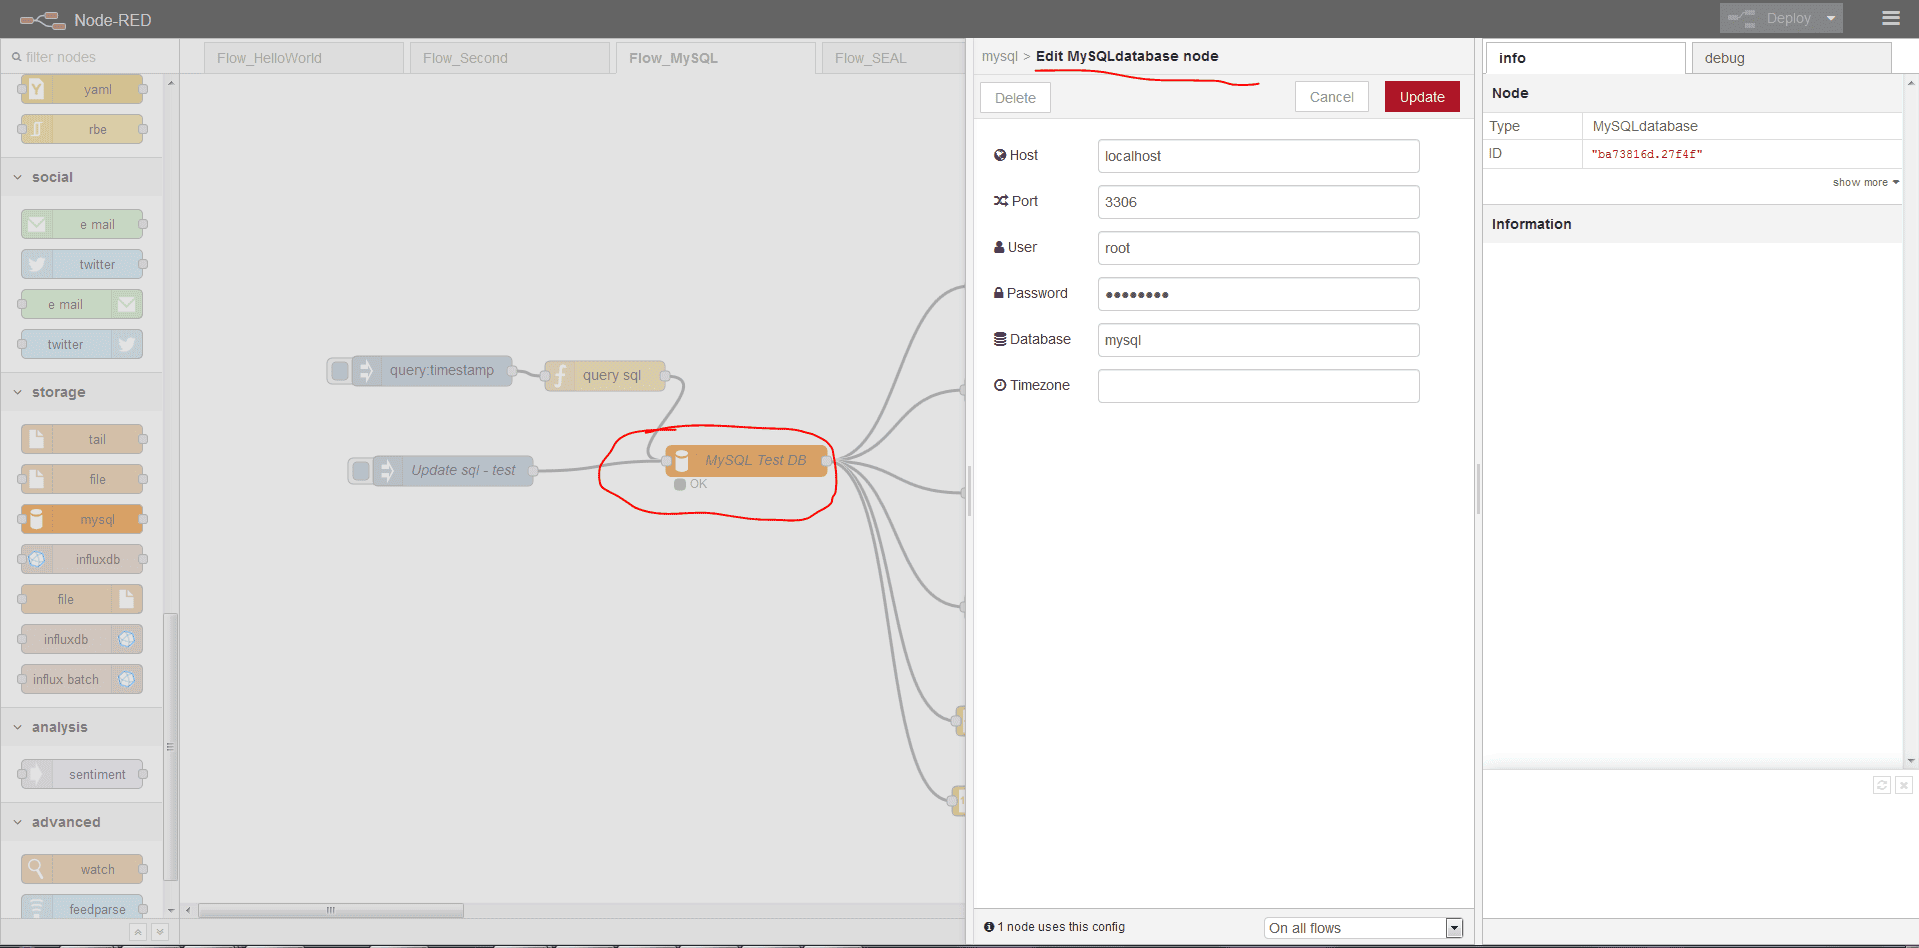 Node-RED
Deploy
filter nodes
Flow_HelloWorld
Flow_Second
Flow_MySQL
Flow_SEAL
yaml
rbe
social
e mail
twitter
e mail
twitter
storage
tail
file
mysql
influxdb
file
influxdb
influx batch
analysis
sentiment
advanced
watch
feedparse
query:timestamp
query sql
Update sql - test
MySQL Test DB
OK
mysql > Edit MySQLdatabase node
Delete
Cancel
Update
Host
localhost
Port
3306
User
root
Password
●●●●●●●●
Database
mysql
Timezone
1 node uses this config
On all flows
info
debug
Node
Type
MySQLdatabase
ID
"ba73816d.27f4f"
show more
Information